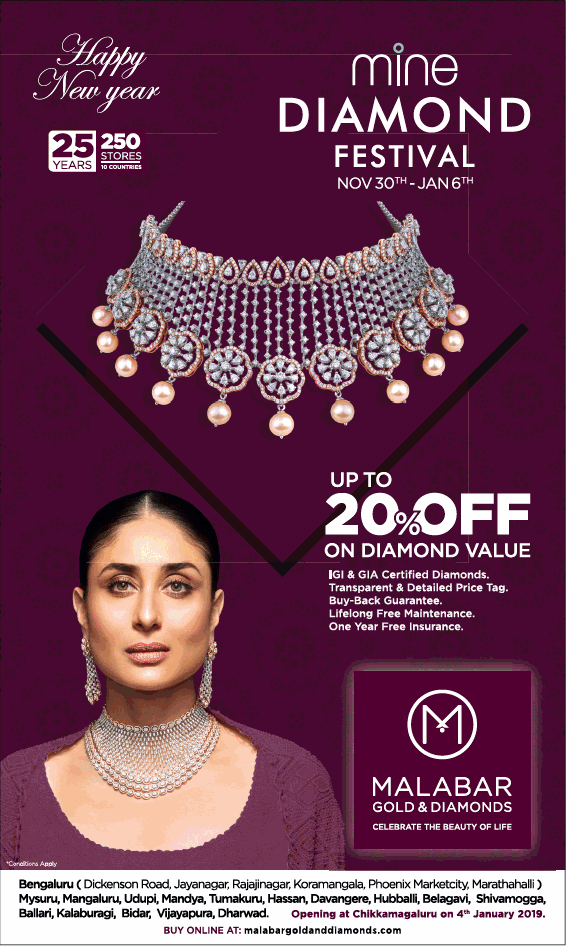 Happy
New year
25
YEARS
250
STORES
10 COUNTRIES
mine
DIAMOND
FESTIVAL
NOV 30TH - JAN 6TH
UP TO
20%OFF
ON DIAMOND VALUE
IGI & GIA Certified Diamonds.
Transparent & Detailed Price Tag.
Buy-Back Guarantee.
Lifelong Free Maintenance.
One Year Free Insurance.
M
MALABAR
GOLD & DIAMONDS
CELEBRATE THE BEAUTY OF LIFE
*Conditions Apply
Bengaluru ( Dickenson Road, Jayanagar, Rajajinagar, Koramangala, Phoenix Marketcity, Marathahalli )
Mysuru, Mangaluru, Udupi, Mandya, Tumakuru, Hassan, Davangere, Hubballi, Belagavi, Shivamogga,
Ballari, Kalaburagi, Bidar, Vijayapura, Dharwad. Opening at Chikkamagaluru on 4th January 2019.
BUY ONLINE AT: malabargoldanddiamonds.com